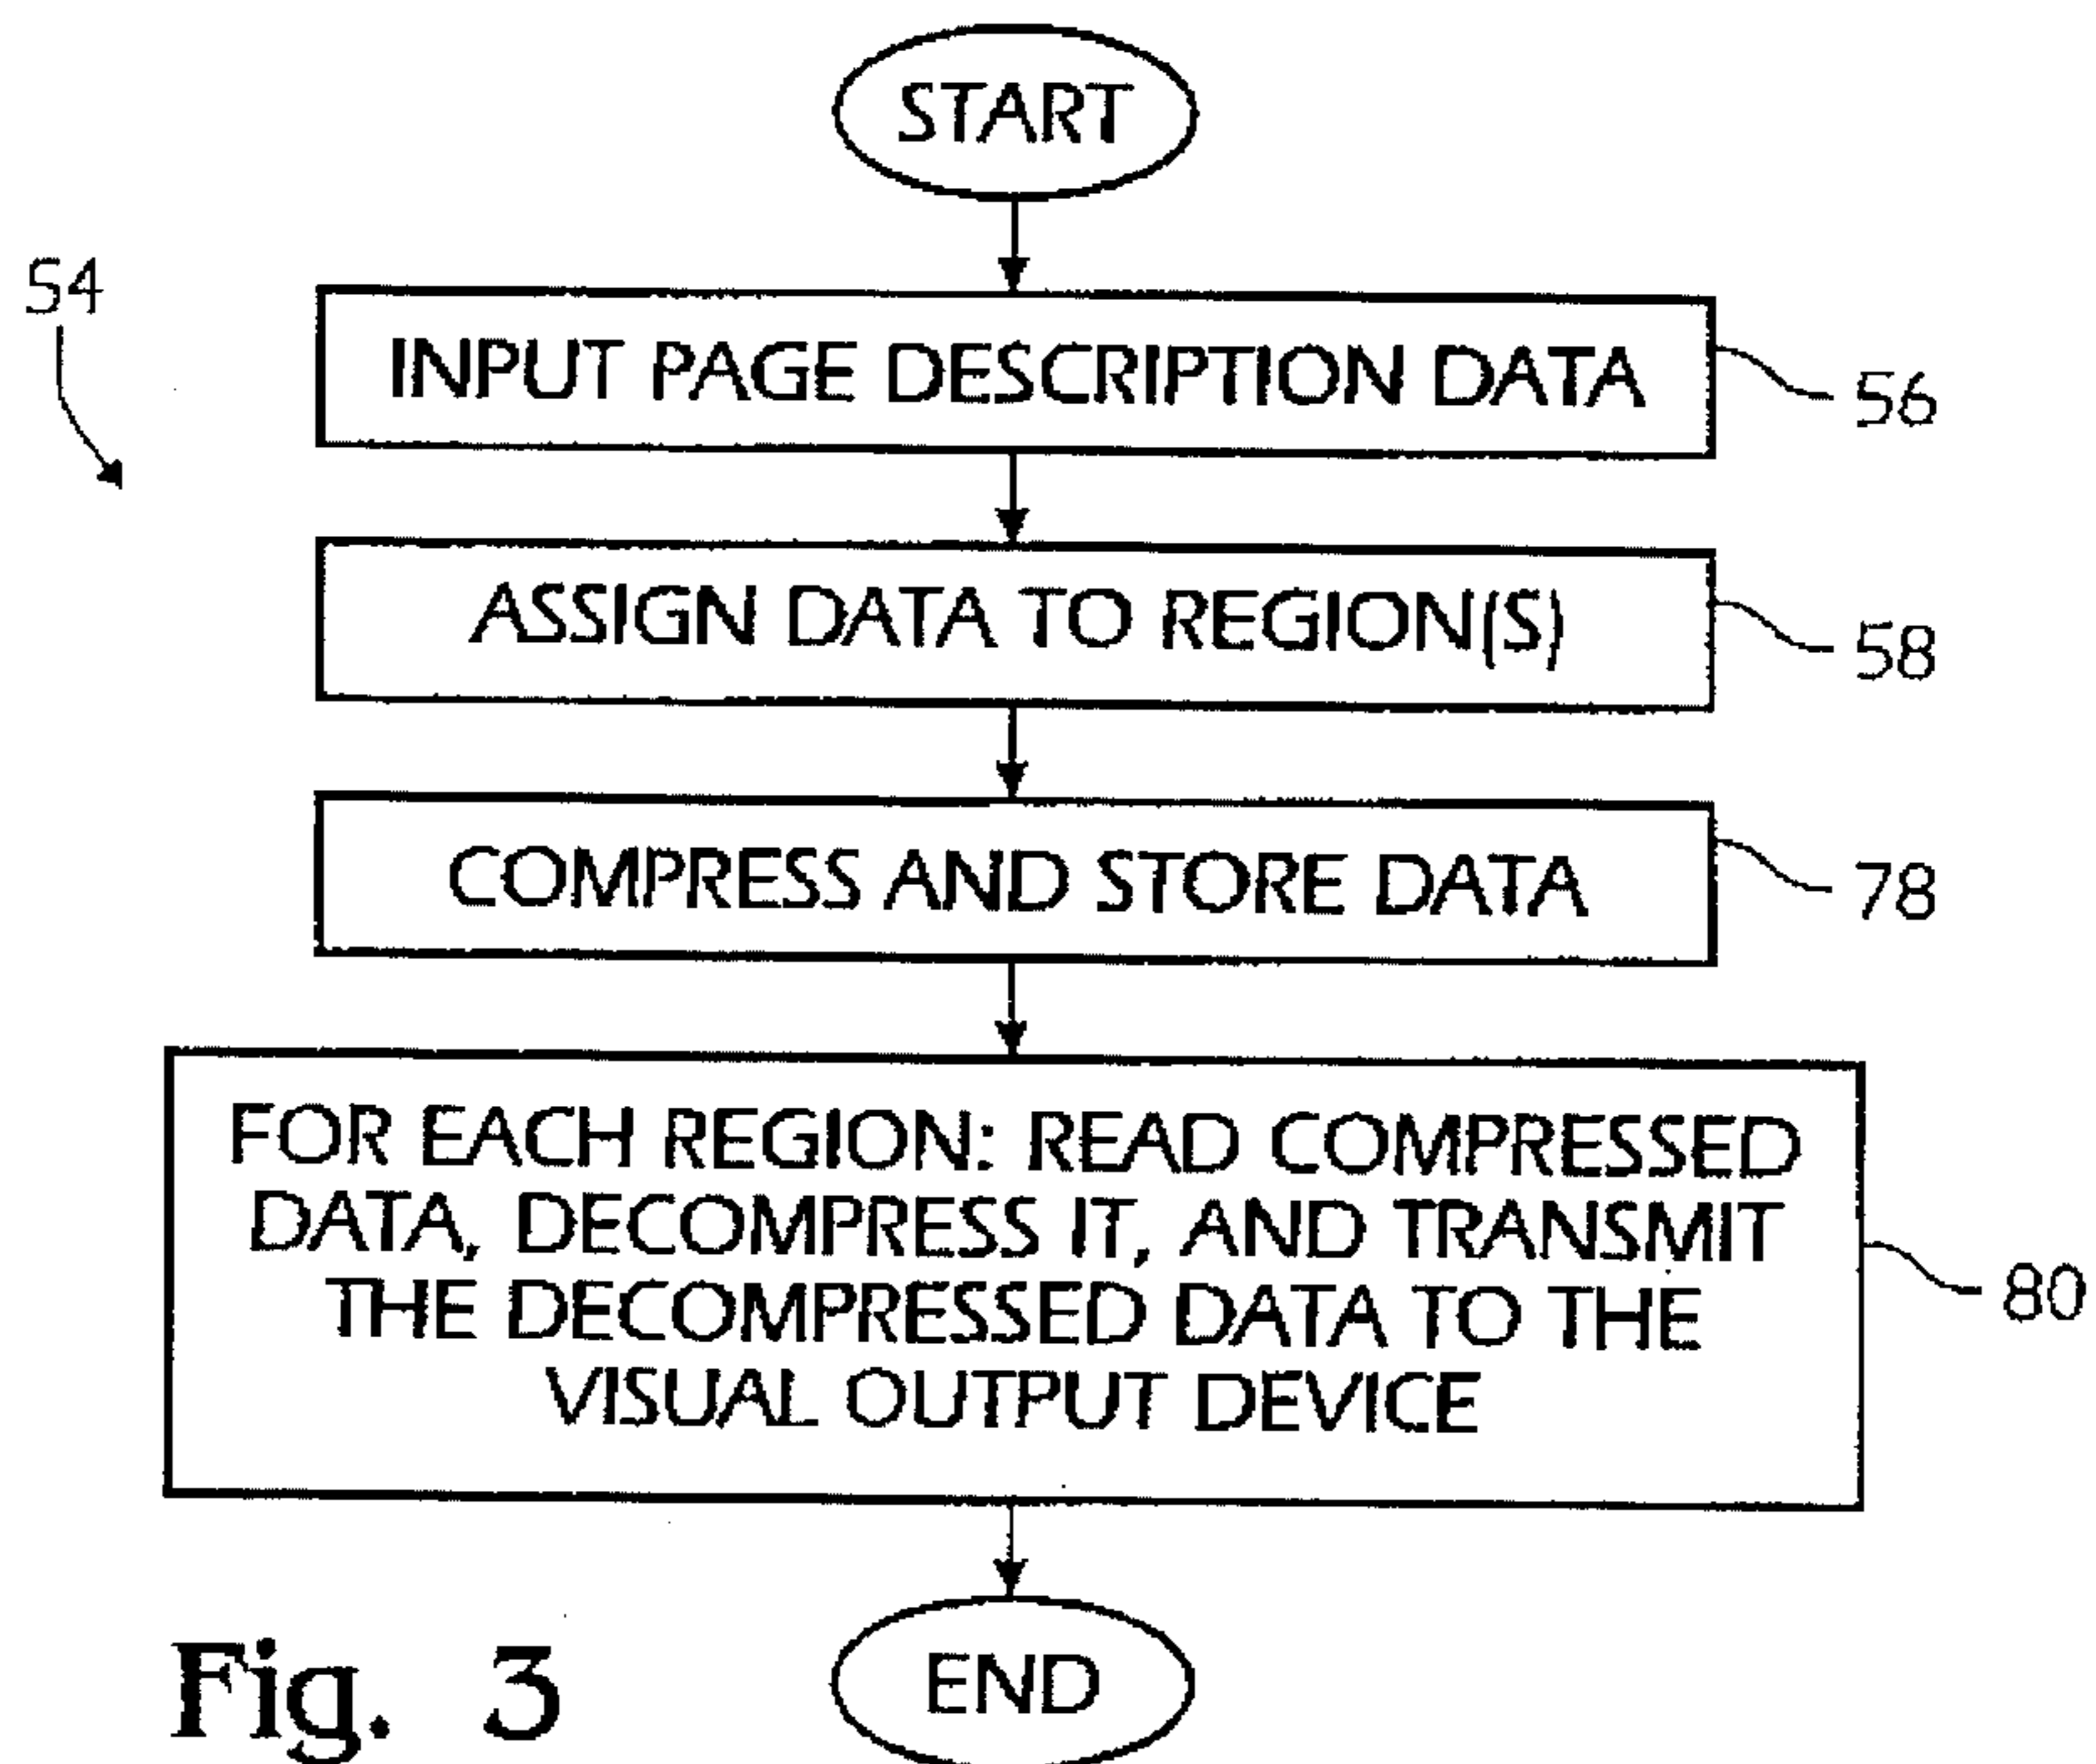 START
54
INPUT PAGE DESCRIPTION DATA
56
ASSIGN DATA TO REGION(S)
58
COMPRESS AND STORE DATA
78
FOR EACH REGION: READ COMPRESSED
DATA, DECOMPRESS IT, AND TRANSMIT
THE DECOMPRESSED DATA TO THE
VISUAL OUTPUT DEVICE
80
END
Fig. 3